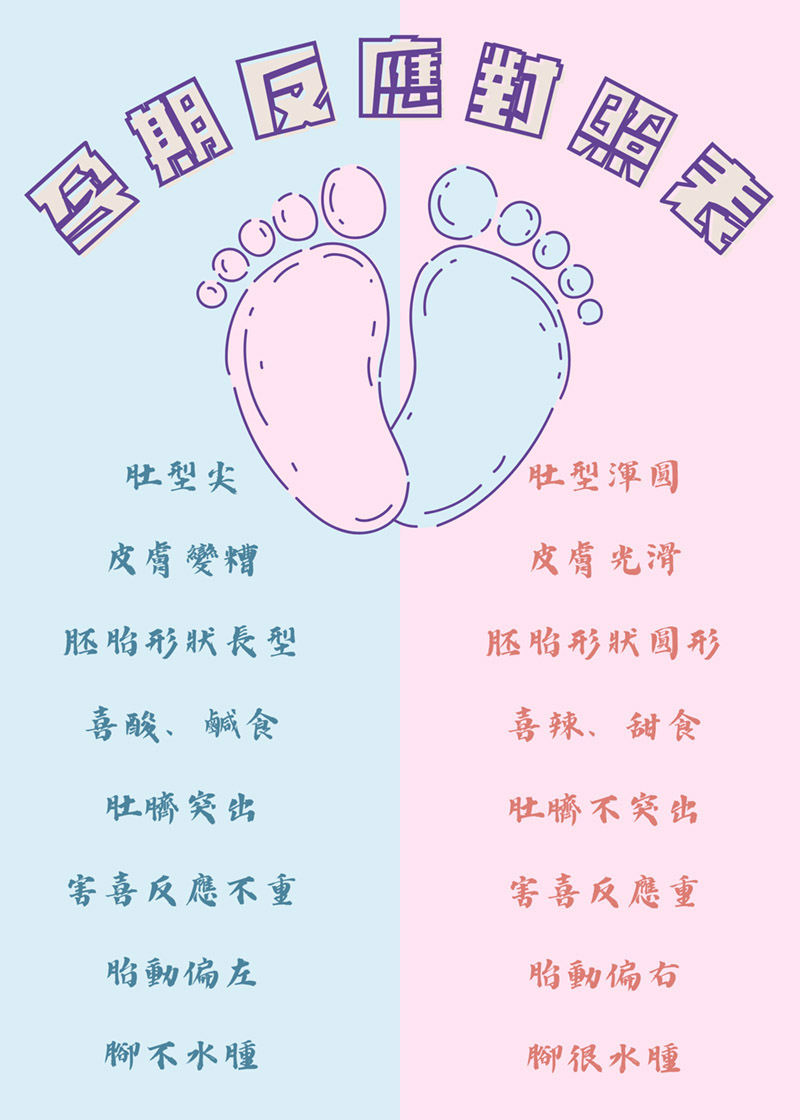 孕期反應對照表
肚型尖
皮膚變糟
胚胎形狀長型
喜酸、鹹食
肚臍突出
害喜反應不重
胎動偏左
腳不水腫
肚型渾圓
皮膚光滑
胚胎形狀圓形
喜辣、甜食
肚臍不突出
害喜反應重
胎動偏右
腳很水腫